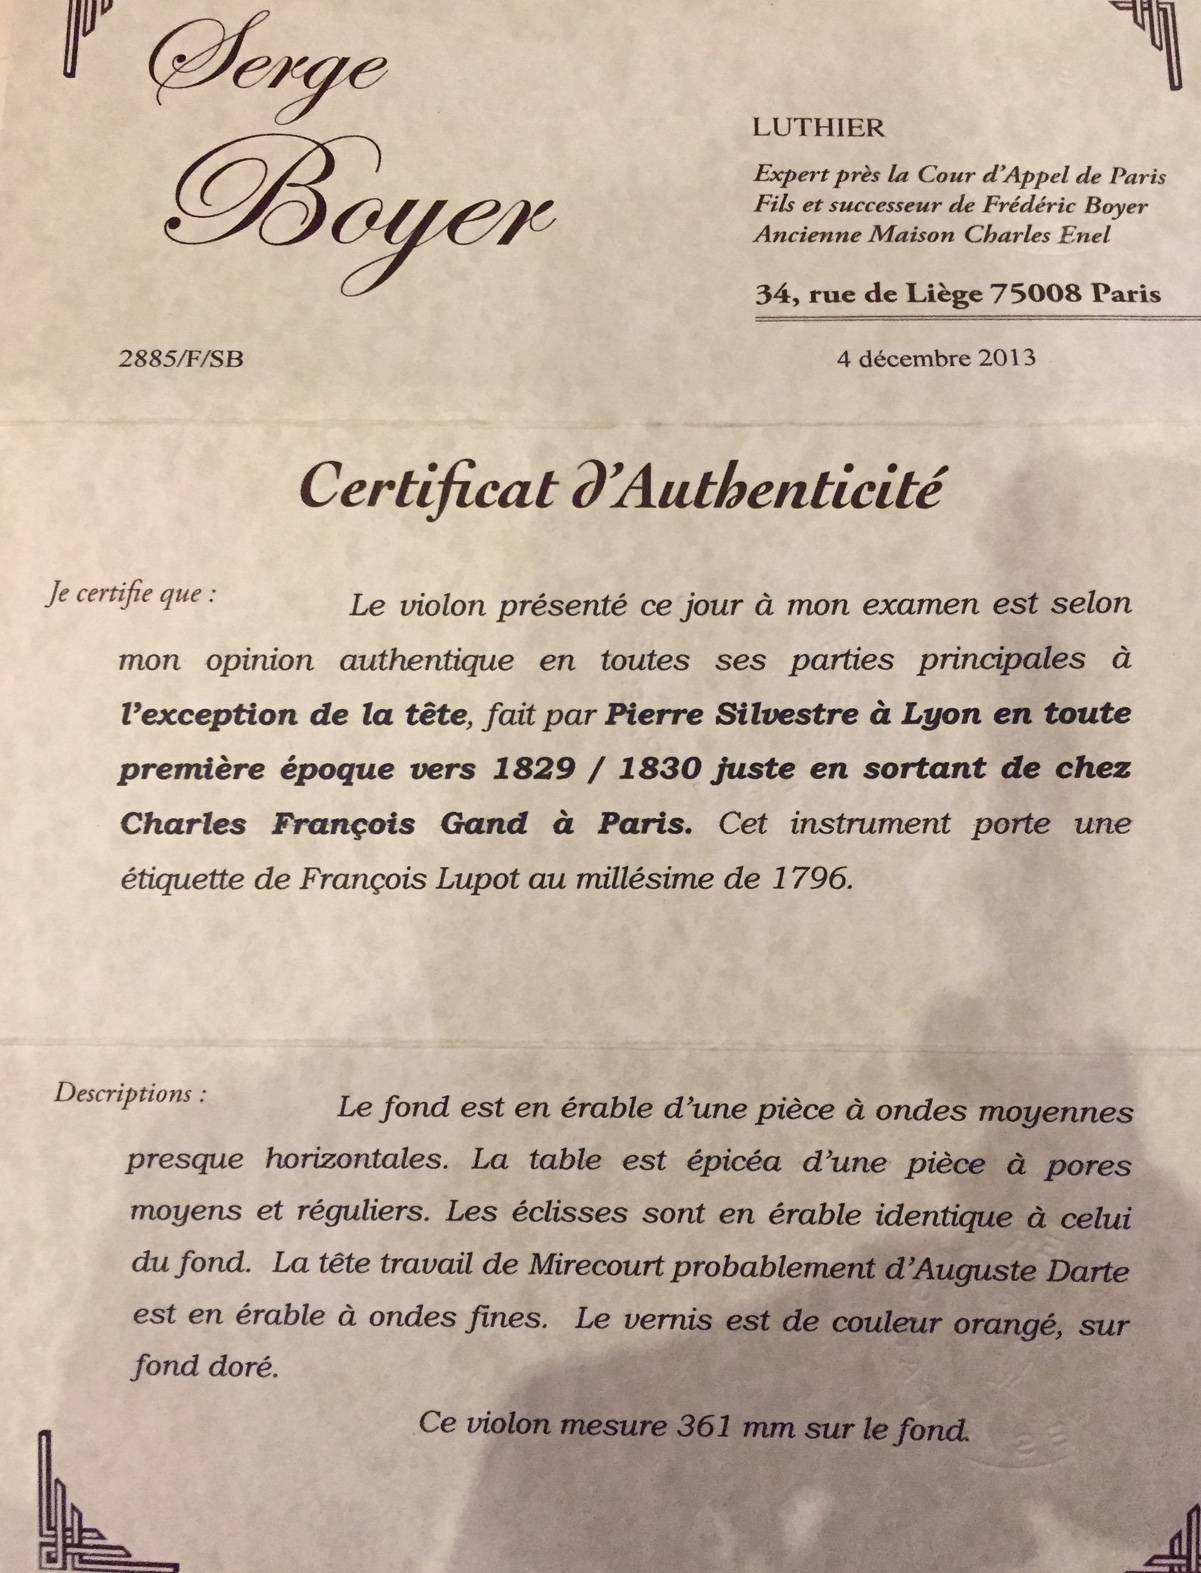 Serge
Boyer
LUTHIER
Expert près la Cour d'Appel de Paris
Fils et successeur de Frédéric Boyer
Ancienne Maison Charles Enel
34, rue de Liège 75008 Paris
2885/F/SB
4 décembre 2013
Certificat d'Authenticité
Je certifie que :
Le violon présenté ce jour à mon examen est selon
mon opinion authentique en toutes ses parties principales à
l'exception de la tête, fait par Pierre Silvestre à Lyon en toute
première époque vers 1829 / 1830 juste en sortant de chez
Charles François Gand à Paris. Cet instrument porte une
étiquette de François Lupot au millésime de 1796.
Descriptions :
Le fond est en érable d'une pièce à ondes moyennes
presque horizontales. La table est épicéa d'une pièce à pores
moyens et réguliers. Les éclisses sont en érable identique à celui
du fond. La tête travail de Mirecourt probablement d'Auguste Darte
est en érable à ondes fines. Le vernis est de couleur orangé, sur
fond doré.
Ce violon mesure 361 mm sur le fond.